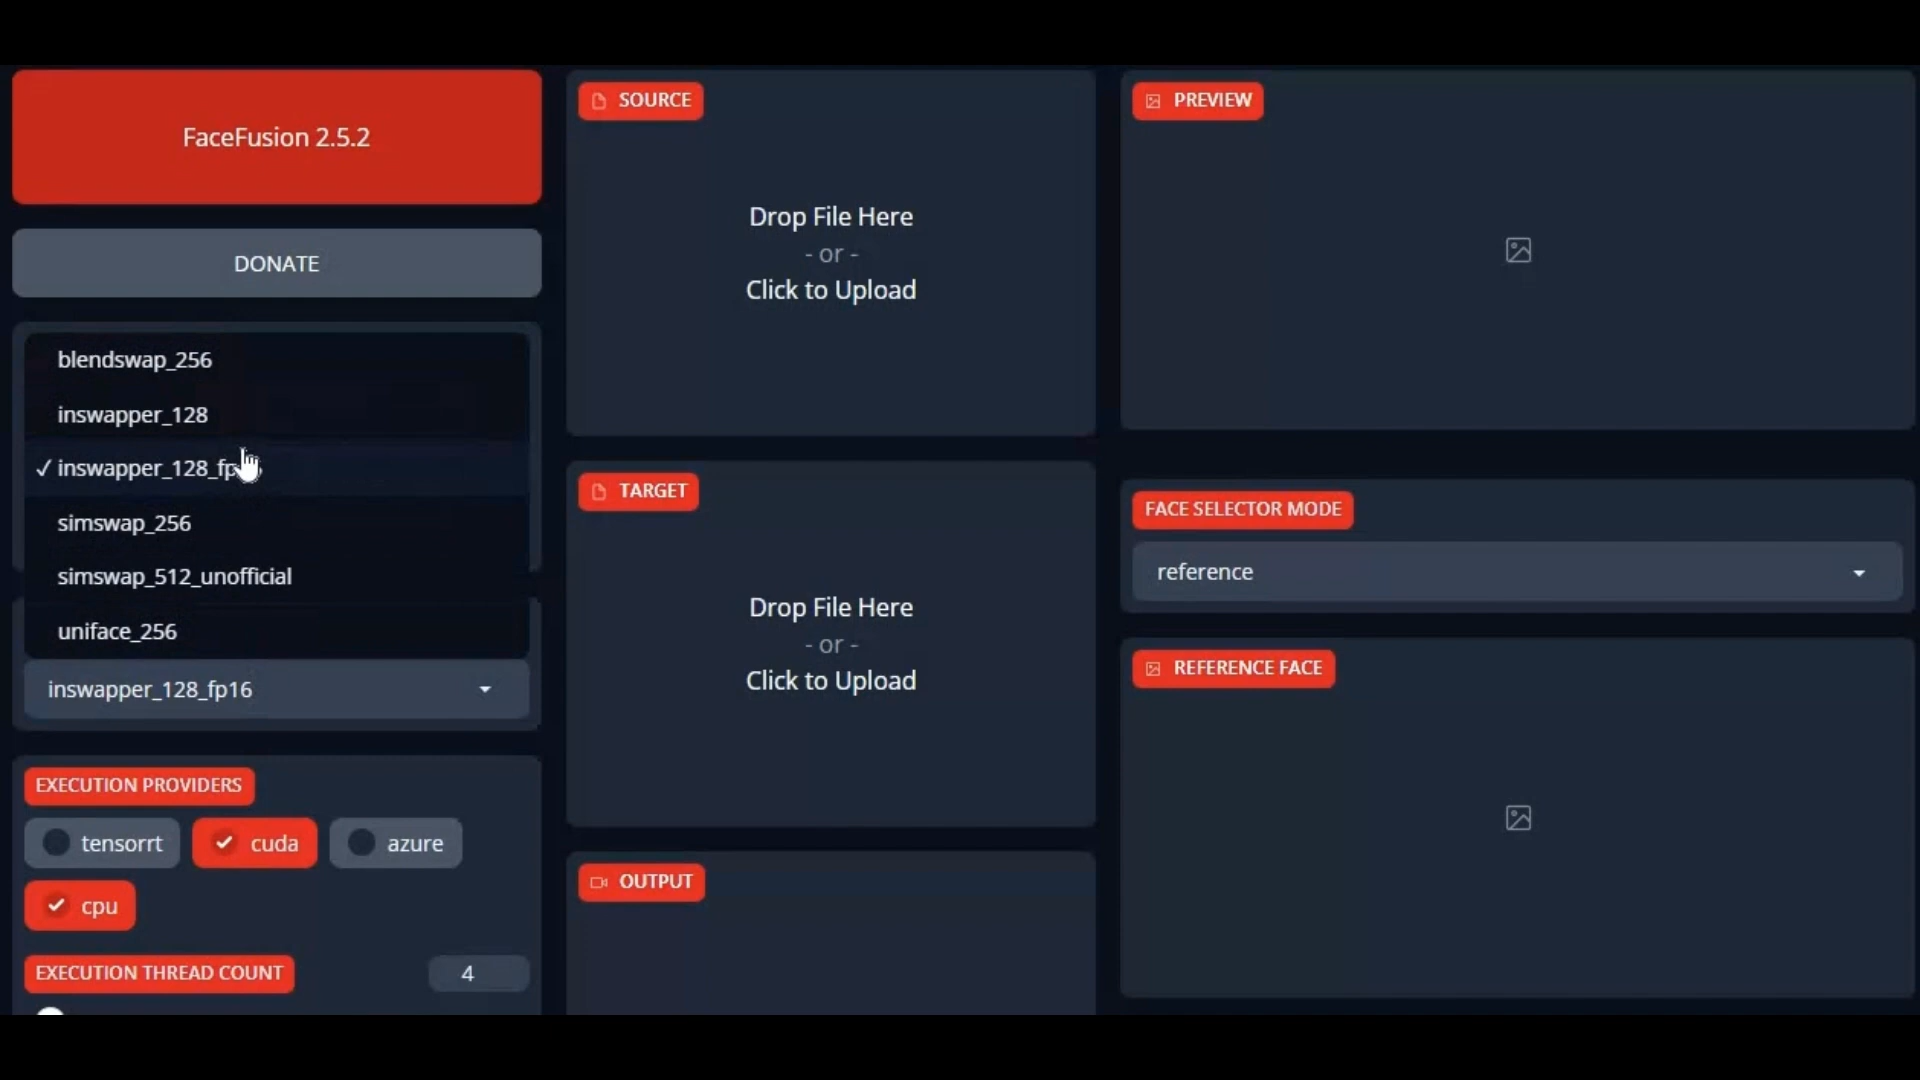 FaceFusion 2.5.2
DONATE
blendswap_256
inswapper_128
✓ inswapper_128_fp
simswap_256
simswap_512_unofficial
uniface_256
inswapper_128_fp16
EXECUTION PROVIDERS
tensorrt
cuda
azure
cpu
EXECUTION THREAD COUNT
4
SOURCE
Drop File Here
- or -
Click to Upload
TARGET
Drop File Here
- or -
Click to Upload
OUTPUT
PREVIEW
FACE SELECTOR MODE
reference
REFERENCE FACE